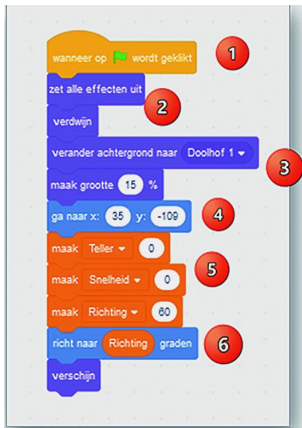 wanneer op wordt geklikt 1
zet alle effecten uit
2
verdwijn
verander achtergrond naar Doolhof 1
3
maak grootte 15 %
ga naar x: 35 y: -109 4
maak Teller 0
maak Snelheid 0 5
maak Richting 60
richt naar Richting graden 6
verschijn